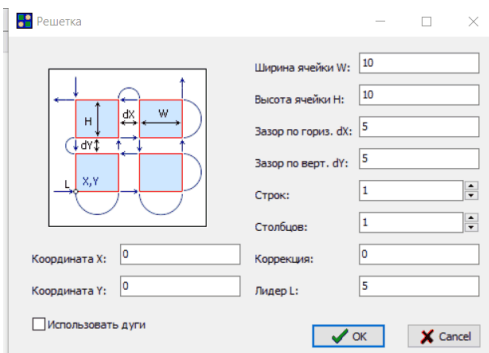 Решетка
Ширина ячейки W: 10
Высота ячейки H: 10
Зазор по гориз. dX: 5
Зазор по верт. dY: 5
Строк: 1
Столбцов: 1
Коррекция: 0
Лидер L: 5
H
dX
W
dY
L
X,Y
Координата X: 0
Координата Y: 0
Использовать дуги
OK
Cancel